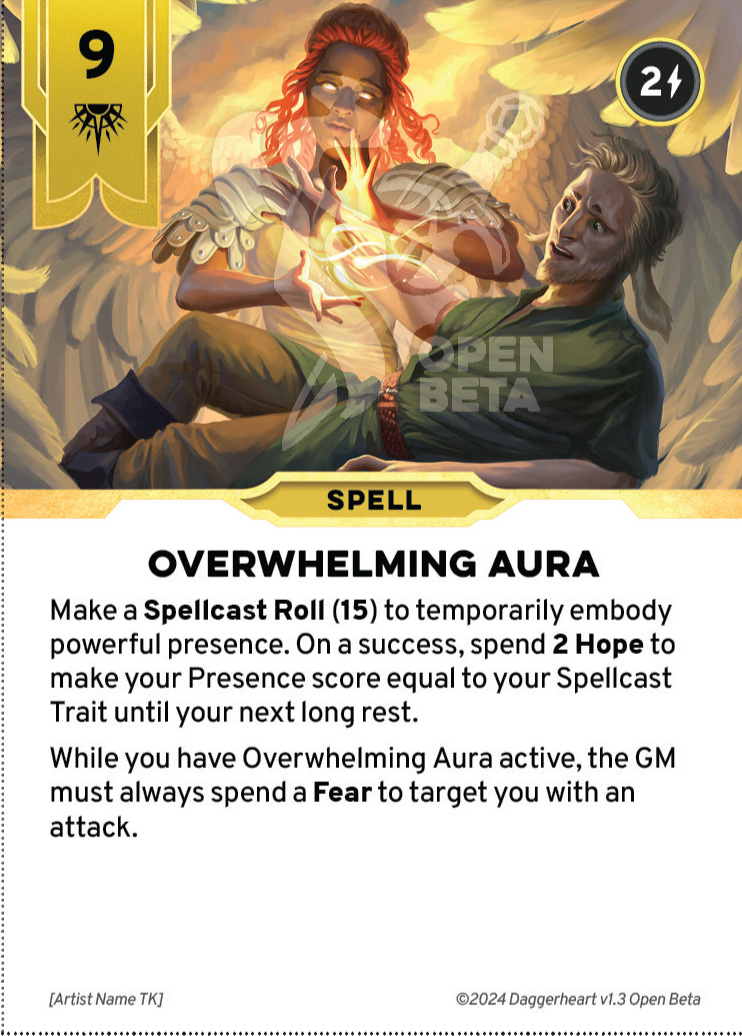 9
2
OPEN
BETA
SPELL
OVERWHELMING AURA
Make a Spellcast Roll (15) to temporarily embody
powerful presence. On a success, spend 2 Hope to
make your Presence score equal to your Spellcast
Trait until your next long rest.
While you have Overwhelming Aura active, the GM
must always spend a Fear to target you with an
attack.
[Artist Name TK]
©2024 Daggerheart v1.3 Open Beta